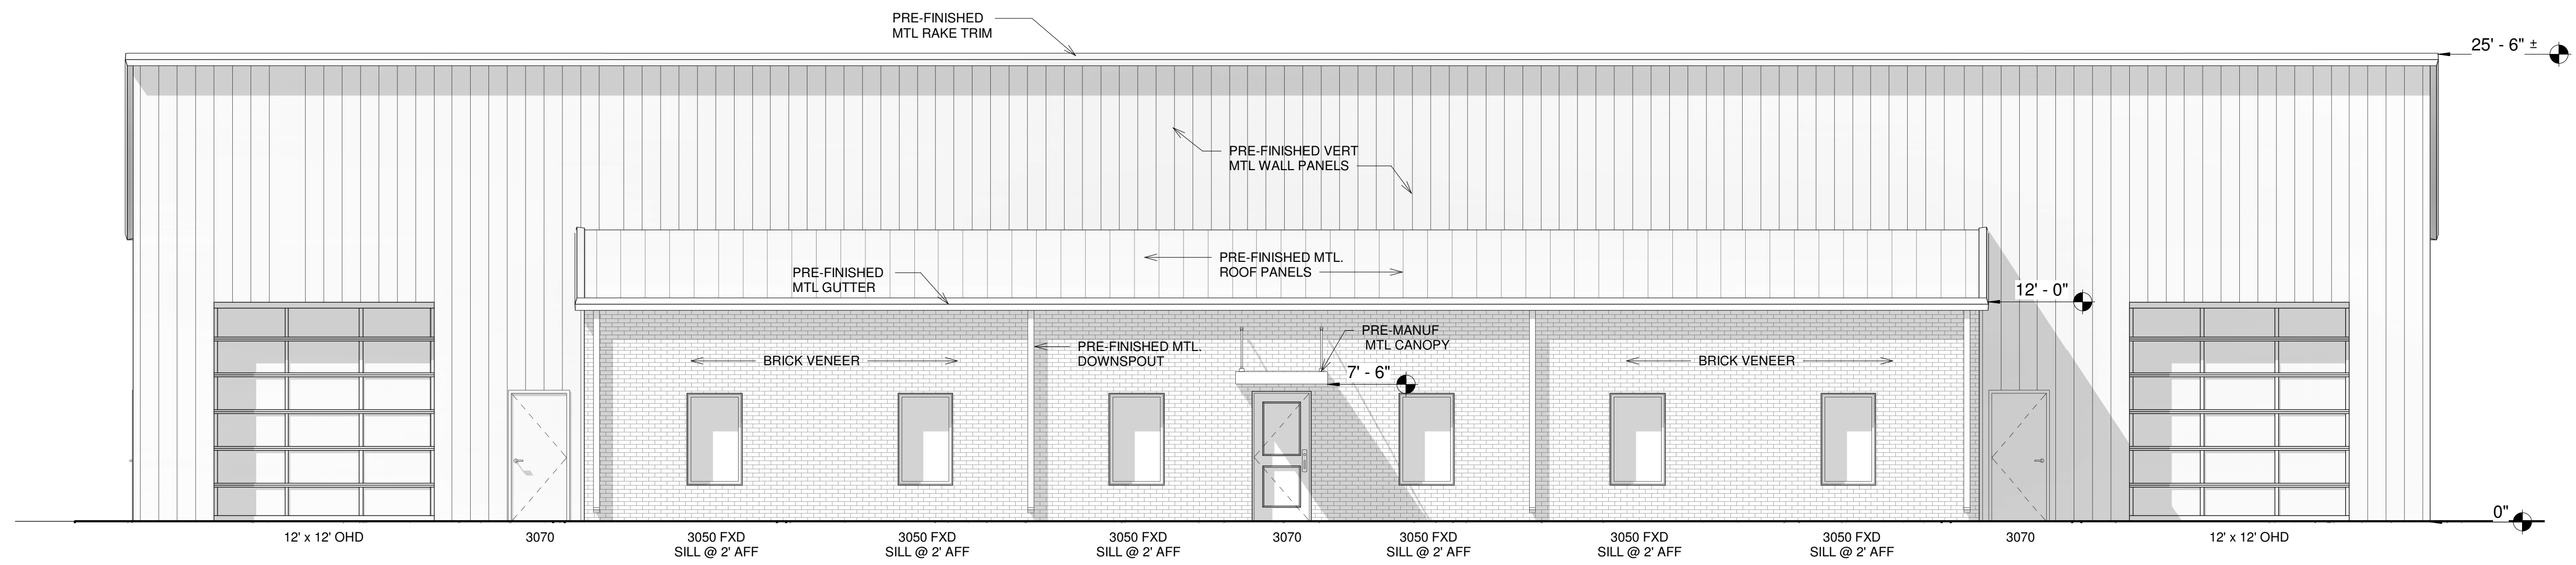 PRE-FINISHED
MTL RAKE TRIM
25' - 6" ±
PRE-FINISHED VERT
MTL WALL PANELS
PRE-FINISHED MTL.
ROOF PANELS
PRE-FINISHED
MTL GUTTER
12' - 0"
PRE-MANUF
MTL CANOPY
PRE-FINISHED MTL.
DOWNSPOUT
BRICK VENEER
BRICK VENEER
7' - 6"
0"
12' x 12' OHD
3070
3050 FXD
SILL @ 2' AFF
3050 FXD
SILL @ 2' AFF
3050 FXD
SILL @ 2' AFF
3070
3050 FXD
SILL @ 2' AFF
3050 FXD
SILL @ 2' AFF
3050 FXD
SILL @ 2' AFF
3070
12' x 12' OHD